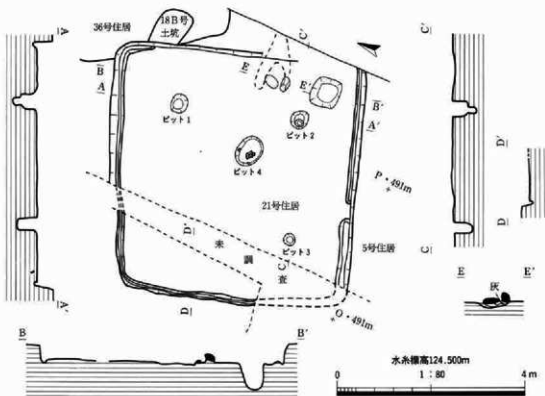 36号住居
18B号
土坑
A
B
A
E
C'
E'
B'
A'
C'
ピット1
ピット2
ピット4
P・491m
21号住居
D'
D'
未調査
C
ピット3
5号住居
D
C
D
E
E'
灰
A'
O・491m
B
B'
水糸標高124.500m
0
1:80
4m